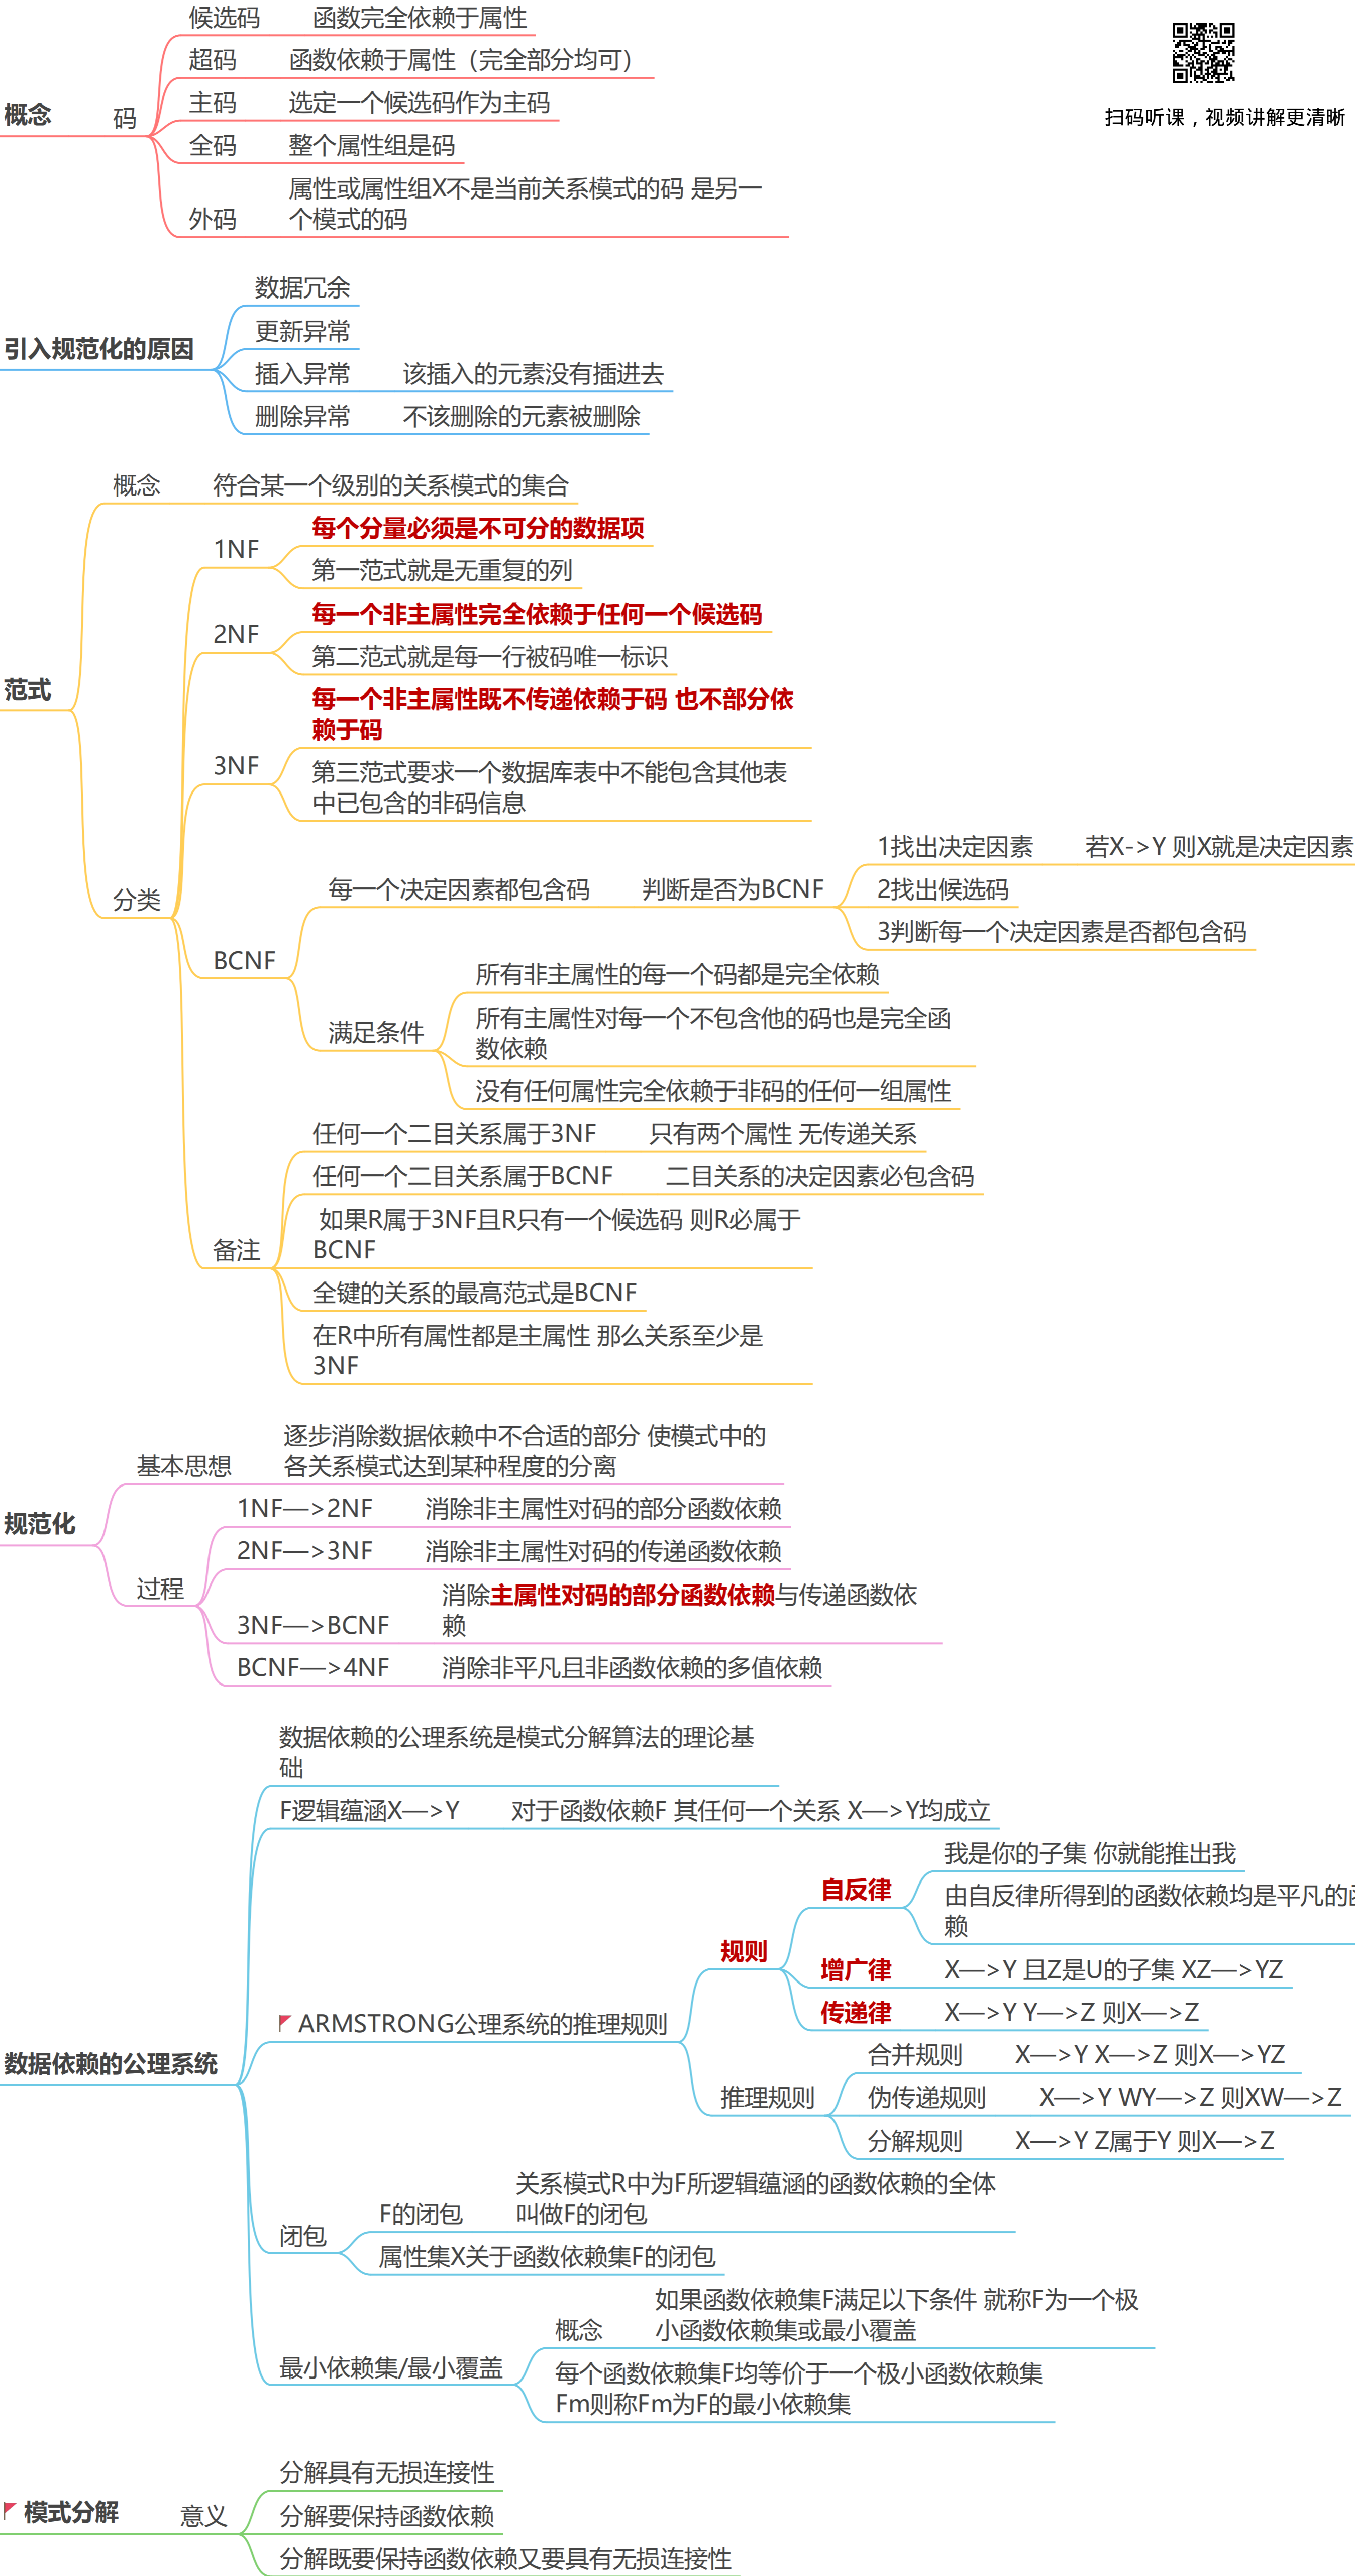 候选码 函数完全依赖于属性
超码 函数依赖于属性（完全部分均可）
概念 码 主码 选定一个候选码作为主码
全码 整个属性组是码
外码 属性或属性组X不是当前关系模式的码 是另一
个模式的码
扫码听课，视频讲解更清晰
引入规范化的原因
数据冗余
更新异常
插入异常 该插入的元素没有插进去
删除异常 不该删除的元素被删除
范式
概念 符合某一个级别的关系模式的集合
分类
1NF
每个分量必须是不可分的数据项
第一范式就是无重复的列
2NF
每一个非主属性完全依赖于任何一个候选码
第二范式就是每一行被码唯一标识
3NF
每一个非主属性既不传递依赖于码 也不部分依
赖于码
第三范式要求一个数据库表中不能包含其他表
中已包含的非码信息
BCNF
每一个决定因素都包含码 判断是否为BCNF
1找出决定因素 若X->Y 则X就是决定因素
2找出候选码
3判断每一个决定因素是否都包含码
满足条件
所有非主属性的每一个码都是完全依赖
所有主属性对每一个不包含他的码也是完全函
数依赖
没有任何属性完全依赖于非码的任何一组属性
备注
任何一个二目关系属于3NF 只有两个属性 无传递关系
任何一个二目关系属于BCNF 二目关系的决定因素必包含码
如果R属于3NF且R只有一个候选码 则R必属于
BCNF
全键的关系的最高范式是BCNF
在R中所有属性都是主属性 那么关系至少是
3NF
规范化
基本思想 逐步消除数据依赖中不合适的部分 使模式中的
各关系模式达到某种程度的分离
过程
1NF—>2NF 消除非主属性对码的部分函数依赖
2NF—>3NF 消除非主属性对码的传递函数依赖
3NF—>BCNF 消除主属性对码的部分函数依赖与传递函数依
赖
BCNF—>4NF 消除非平凡且非函数依赖的多值依赖
数据依赖的公理系统
数据依赖的公理系统是模式分解算法的理论基
础
F逻辑蕴涵X—>Y 对于函数依赖F 其任何一个关系 X—>Y均成立
ARMSTRONG公理系统的推理规则
规则
自反律
我是你的子集 你就能推出我
由自反律所得到的函数依赖均是平凡的
赖
增广律 X—>Y 且Z是U的子集 XZ—>YZ
传递律 X—>Y Y—>Z 则X—>Z
推理规则
合并规则 X—>Y X—>Z 则X—>YZ
伪传递规则 X—>Y WY—>Z 则XW—>Z
分解规则 X—>Y Z属于Y 则X—>Z
闭包
F的闭包 关系模式R中为F所逻辑蕴涵的函数依赖的全体
叫做F的闭包
属性集X关于函数依赖集F的闭包
最小依赖集/最小覆盖
概念 如果函数依赖集F满足以下条件 就称F为一个极
小函数依赖集或最小覆盖
每个函数依赖集F均等价于一个极小函数依赖集
Fm则称Fm为F的最小依赖集
模式分解 意义
分解具有无损连接性
分解要保持函数依赖
分解既要保持函数依赖又要具有无损连接性